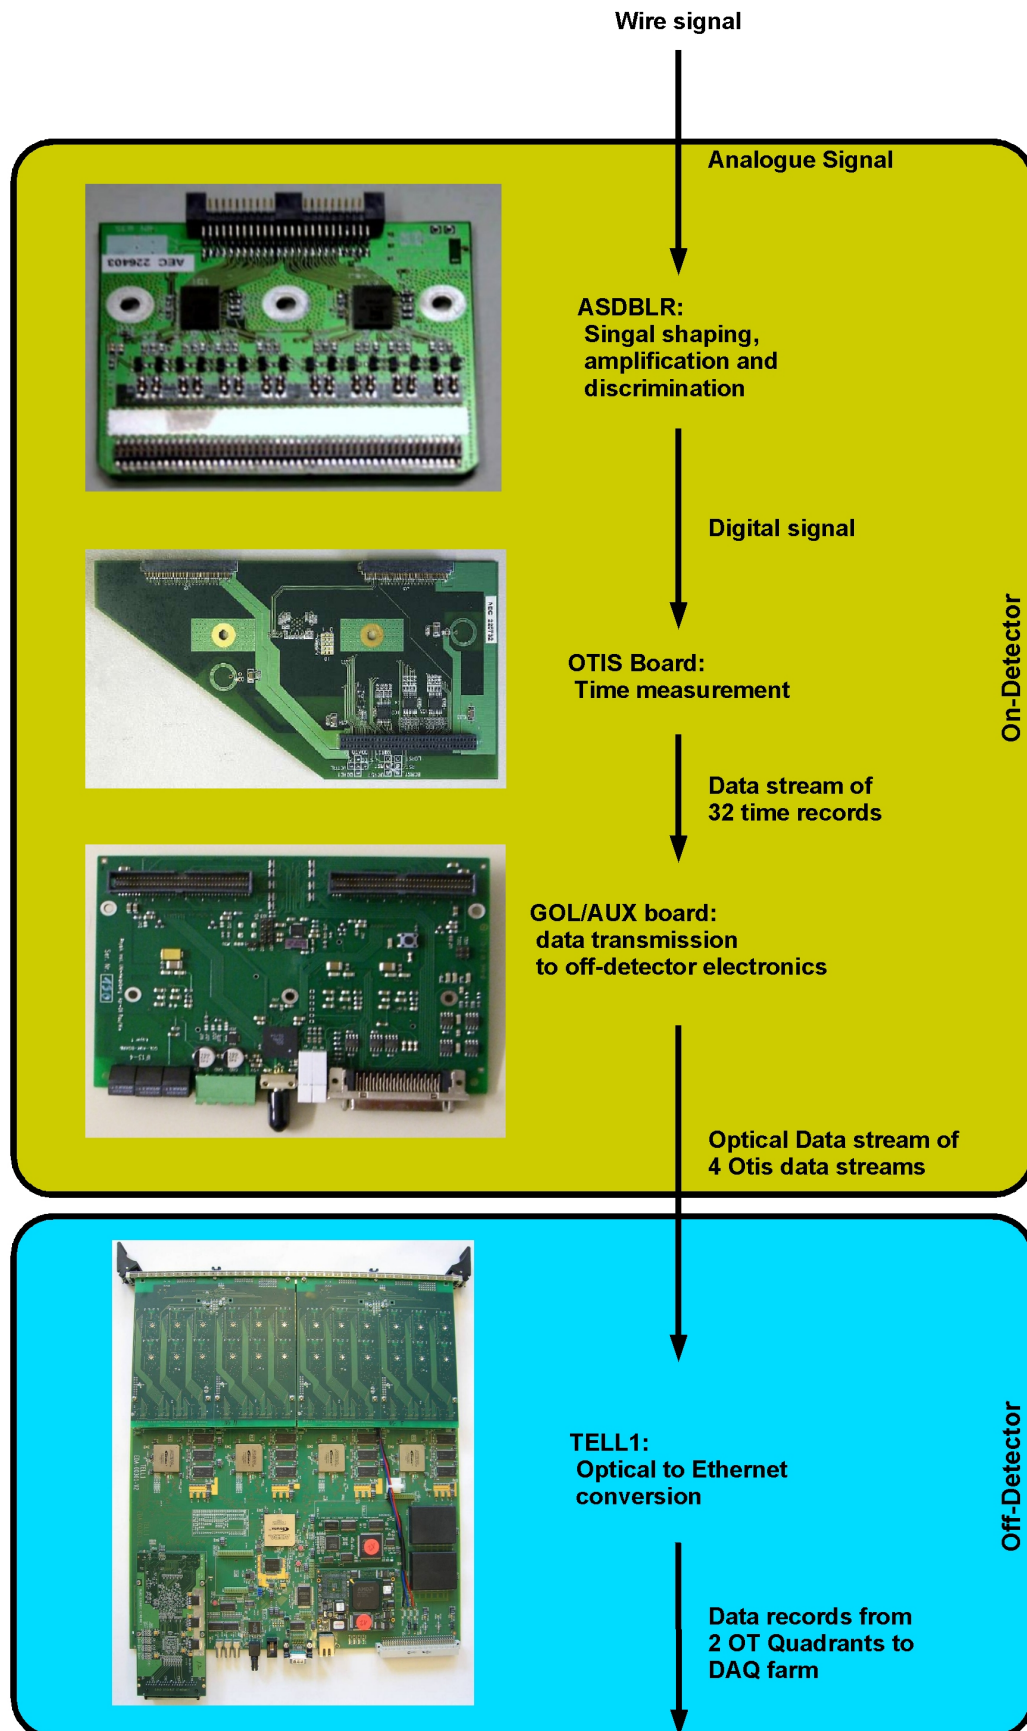 Wire signal
Analogue Signal
AEC 226403
ASDBLR:
Singal shaping,
amplification and
discrimination
Digital signal
OTIS Board:
Time measurement
On-Detector
Data stream of
32 time records
GOL/AUX board:
data transmission
to off-detector electronics
Optical Data stream of
4 Otis data streams
TELL1:
Optical to Ethernet
conversion
Off-Detector
Data records from
2 OT Quadrants to
DAQ farm